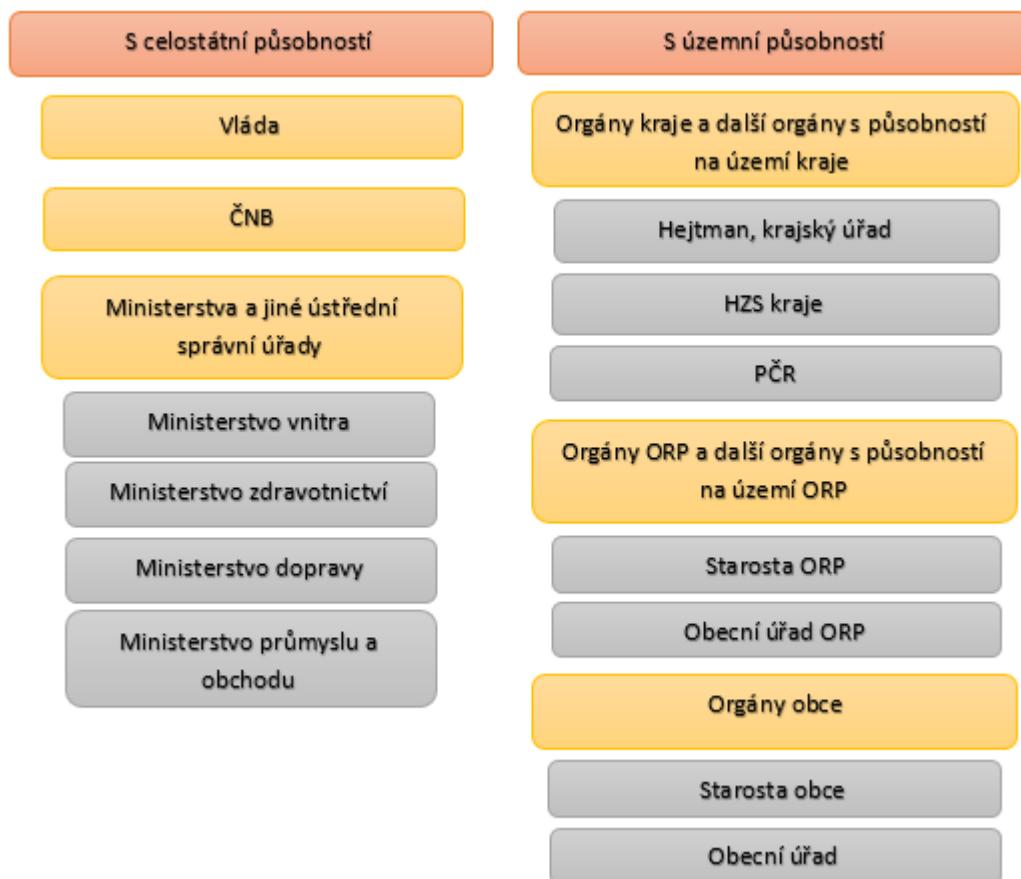 S celostátní působností
Vláda
ČNB
Ministerstva a jiné ústřední
správní úřady
Ministerstvo vnitra
Ministerstvo zdravotnictví
Ministerstvo dopravy
Ministerstvo průmyslu a
obchodu
S územní působností
Orgány kraje a další orgány s působností
na území kraje
Hejtman, krajský úřad
HZS kraje
PČR
Orgány ORP a další orgány s působností
na území ORP
Starosta ORP
Obecní úřad ORP
Orgány obce
Starosta obce
Obecní úřad